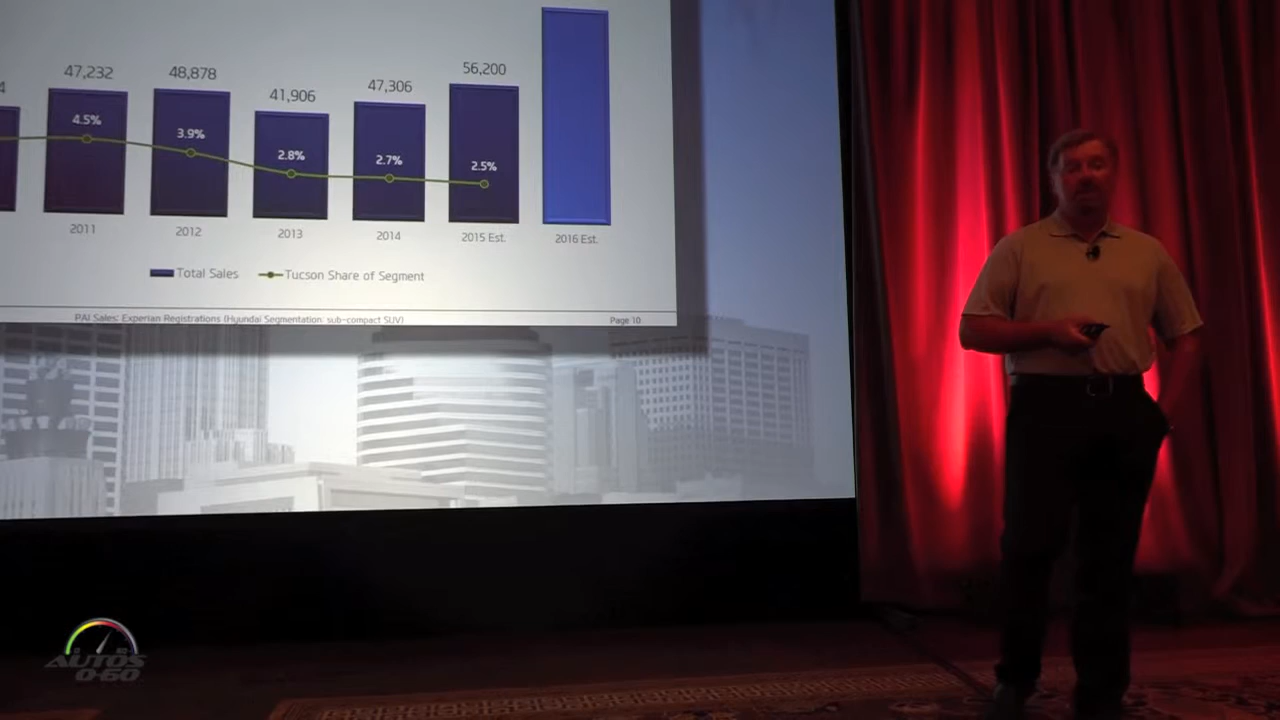 4
47,232
48,878
41,906
47,306
56,200
4.5%
3.9%
2.8%
2.7%
2.5%
2011
2012
2013
2014
2015 Est.
2016 Est.
Total Sales
Tucson Share of Segment
PAI Sales: Experian Registrations (Hyundai Segmentation: sub-compact SUV)
Page 10
AUTOS
0-60